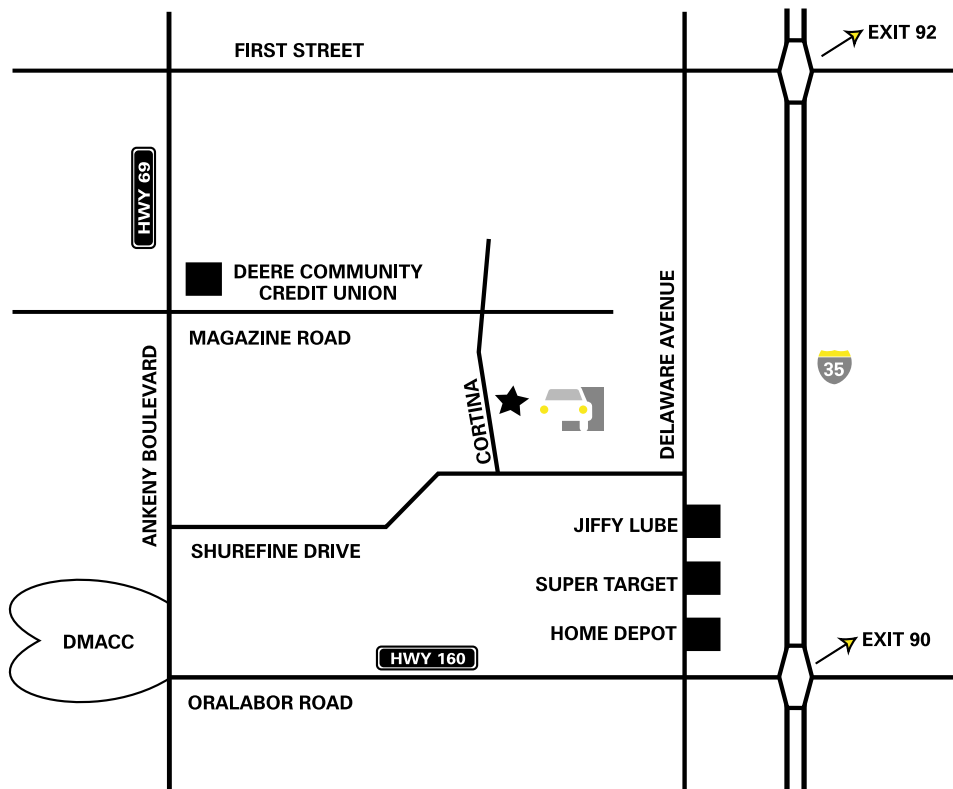 EXIT 92
FIRST STREET
HWY 69
DEERE COMMUNITY
CREDIT UNION
MAGAZINE ROAD
DELAWARE AVENUE
ANKENY BOULEVARD
35
CORTINA
JIFFY LUBE
SHUREFINE DRIVE
SUPER TARGET
HOME DEPOT
DMACC
EXIT 90
HWY 160
ORALABOR ROAD